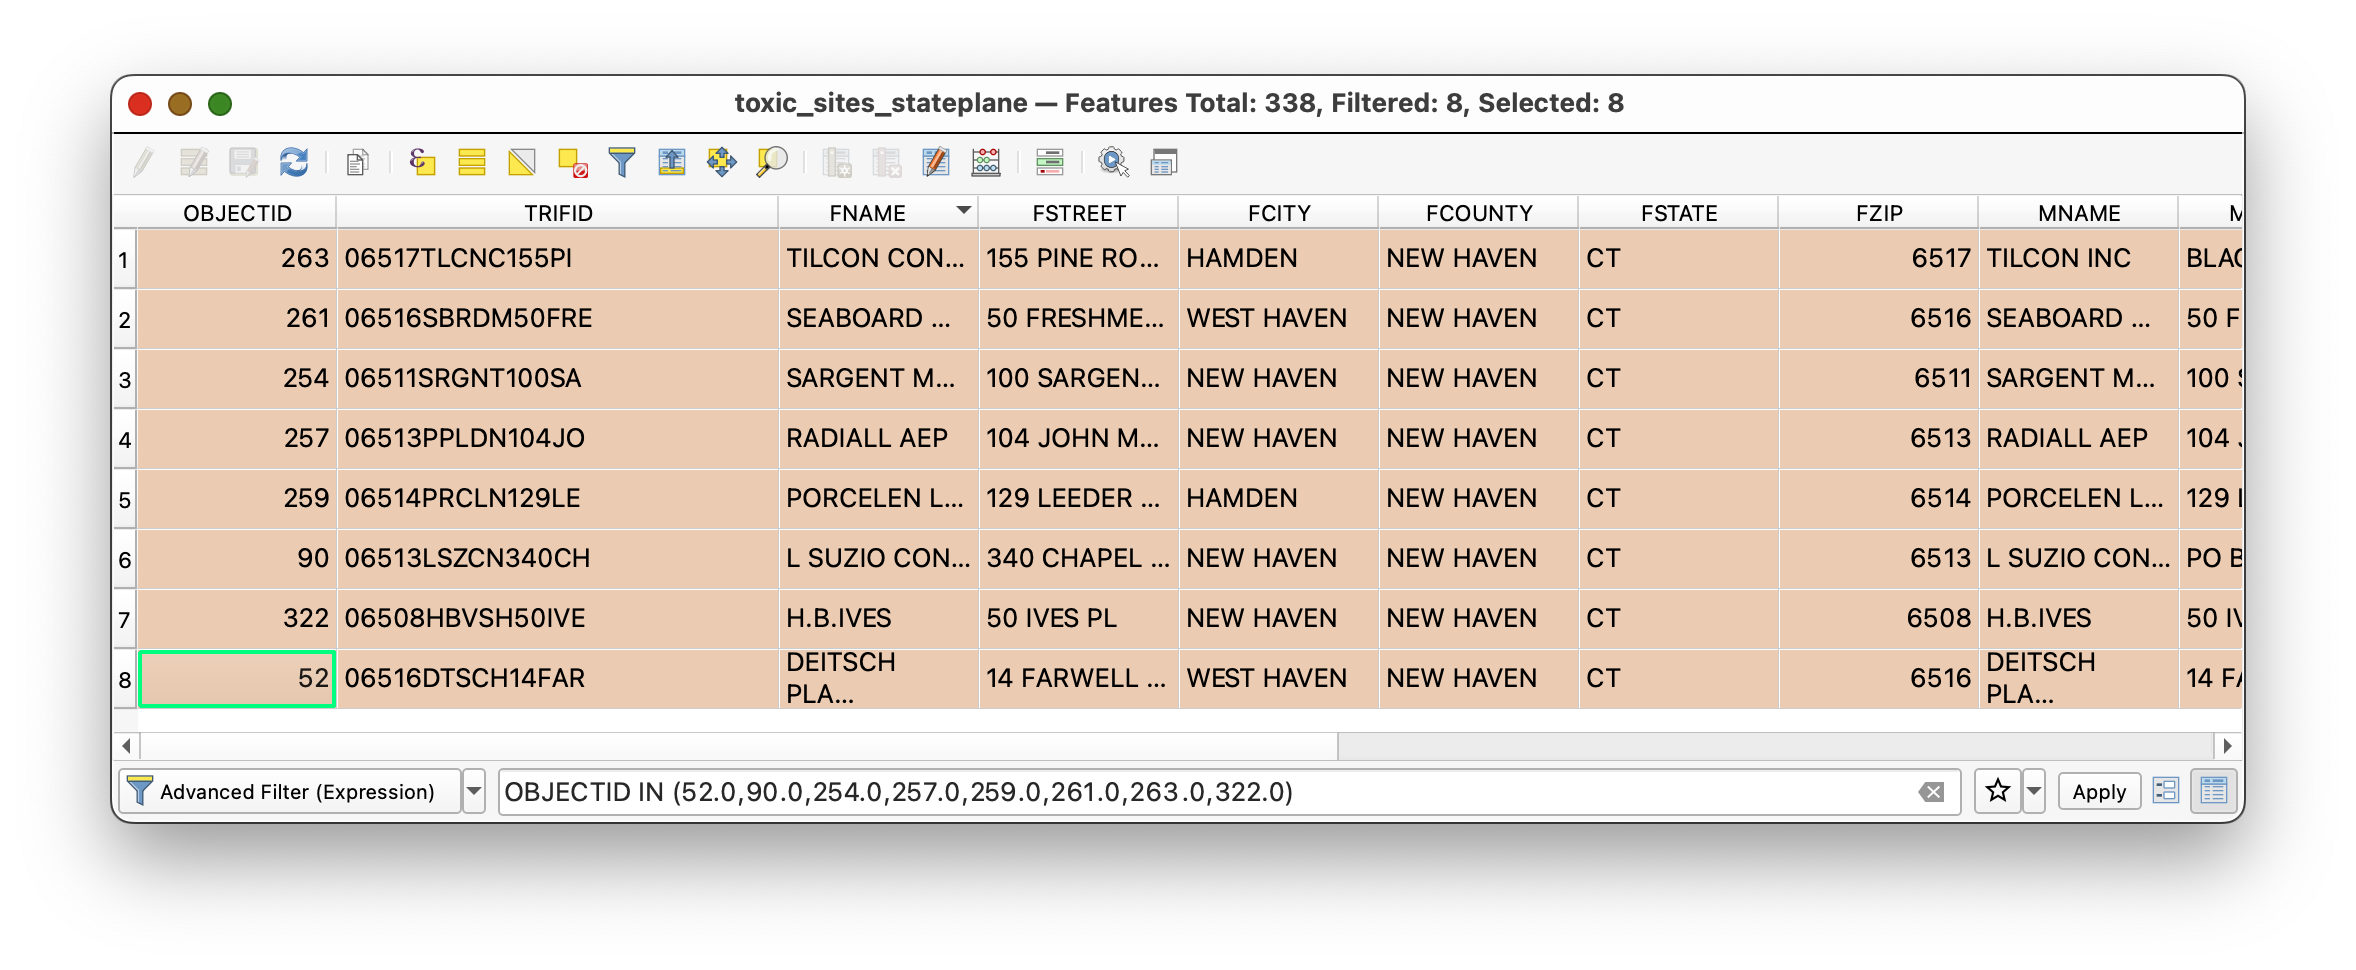 toxic_sites_stateplane — Features Total: 338, Filtered: 8, Selected: 8
OBJECTID TRIFID FNAME FSTREET FCITY FCOUNTY FSTATE FZIP MNAME
1 263 06517TLCNC155PI TILCON CON... 155 PINE RO... HAMDEN NEW HAVEN CT 6517 TILCON INC BLAC
2 261 06516SBRDM50FRE SEABOARD ... 50 FRESHME... WEST HAVEN NEW HAVEN CT 6516 SEABOARD ... 50 F
3 254 06511SRGNT100SA SARGENT M... 100 SARGEN... NEW HAVEN NEW HAVEN CT 6511 SARGENT M... 100
4 257 06513PPLDN104JO RADIALL AEP 104 JOHN M... NEW HAVEN NEW HAVEN CT 6513 RADIALL AEP 104
5 259 06514PRCLN129LE PORCELEN L... 129 LEEDER ... HAMDEN NEW HAVEN CT 6514 PORCELEN L... 129
6 90 06513LSZCN340CH L SUZIO CON... 340 CHAPEL ... NEW HAVEN NEW HAVEN CT 6513 L SUZIO CON... PO B
7 322 06508HBVSH50IVE H.B.IVES 50 IVES PL NEW HAVEN NEW HAVEN CT 6508 H.B.IVES 50 IV
8 52 06516DTSCH14FAR DEITSCH PLA... 14 FARWELL ... WEST HAVEN NEW HAVEN CT 6516 DEITSCH PLA... 14 FA
Advanced Filter (Expression) OBJECTID IN (52.0,90.0,254.0,257.0,259.0,261.0,263.0,322.0) Apply